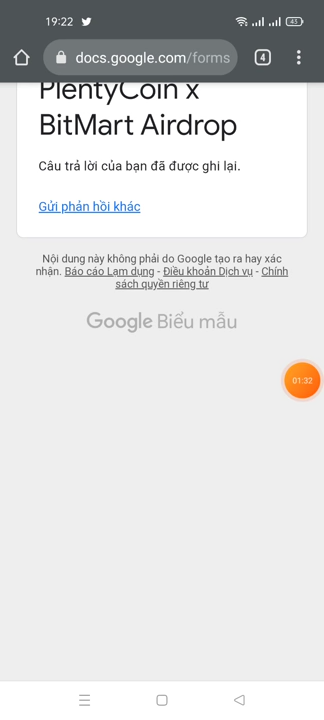 19:22
45
docs.google.com/forms
4
PlentyCoin x
BitMart Airdrop
Câu trả lời của bạn đã được ghi lại.
Gửi phản hồi khác
Nội dung này không phải do Google tạo ra hay xác
nhận. Báo cáo Lạm dụng - Điều khoản Dịch vụ - Chính
sách quyền riêng tư
Google Biểu mẫu
01:32